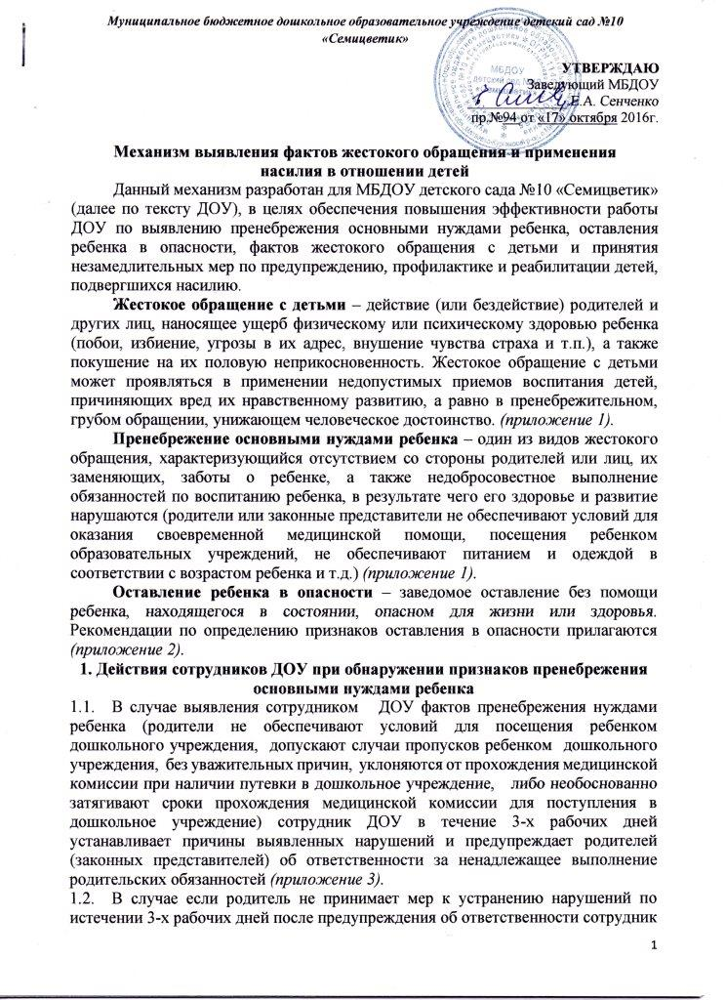 Муниципальное бюджетное дошкольное образовательное учреждение детский сад №10
«Семицветик»
УТВЕРЖДАЮ
Заведующий МБДОУ
Е.А. Сенченко
пр.№94 от «17» октября 2016г.
МБДОУ
детский сад
Механизм выявления фактов жестокого обращения и применения
насилия в отношении детей
Данный механизм разработан для МБДОУ детского сада №10 «Семицветик»
(далее по тексту ДОУ), в целях обеспечения повышения эффективности работы
ДОУ по выявлению пренебрежения основными нуждами ребенка, оставления
ребенка в опасности, фактов жестокого обращения с детьми и принятия
незамедлительных мер по предупреждению, профилактике и реабилитации детей,
подвергшихся насилию.
Жестокое обращение с детьми – действие (или бездействие) родителей и
других лиц, наносящее ущерб физическому или психическому здоровью ребенка
(побои, избиение, угрозы в их адрес, внушение чувства страха и т.п.), а также
покушение на их половую неприкосновенность. Жестокое обращение с детьми
может проявляться в применении недопустимых приемов воспитания детей,
причиняющих вред их нравственному развитию, а равно в пренебрежительном,
грубом обращении, унижающем человеческое достоинство. (приложение 1).
Пренебрежение основными нуждами ребенка – один из видов жестокого
обращения, характеризующийся отсутствием со стороны родителей или лиц, их
заменяющих, заботы о ребенке, а также недобросовестное выполнение
обязанностей по воспитанию ребенка, в результате чего его здоровье и развитие
нарушаются (родители или законные представители не обеспечивают условий для
оказания своевременной медицинской помощи, посещения ребенком
образовательных учреждений, не обеспечивают питанием и одеждой в
соответствии с возрастом ребенка и т.д.) (приложение 1).
Оставление ребенка в опасности – заведомое оставление без помощи
ребенка, находящегося в состоянии, опасном для жизни или здоровья.
Рекомендации по определению признаков оставления в опасности прилагаются
(приложение 2).
1. Действия сотрудников ДОУ при обнаружении признаков пренебрежения
основными нуждами ребенка
1.1. В случае выявления сотрудником ДОУ фактов пренебрежения нуждами
ребенка (родители не обеспечивают условий для посещения ребенком
дошкольного учреждения, допускают случаи пропусков ребенком дошкольного
учреждения, без уважительных причин, уклоняются от прохождения медицинской
комиссии при наличии путевки в дошкольное учреждение, либо необоснованно
затягивают сроки прохождения медицинской комиссии для поступления в
дошкольное учреждение) сотрудник ДОУ в течение 3-х рабочих дней
устанавливает причины выявленных нарушений и предупреждает родителей
(законных представителей) об ответственности за ненадлежащее выполнение
родительских обязанностей (приложение 3).
1.2. В случае если родитель не принимает мер к устранению нарушений по
истечении 3-х рабочих дней после предупреждения об ответственности сотрудник
1